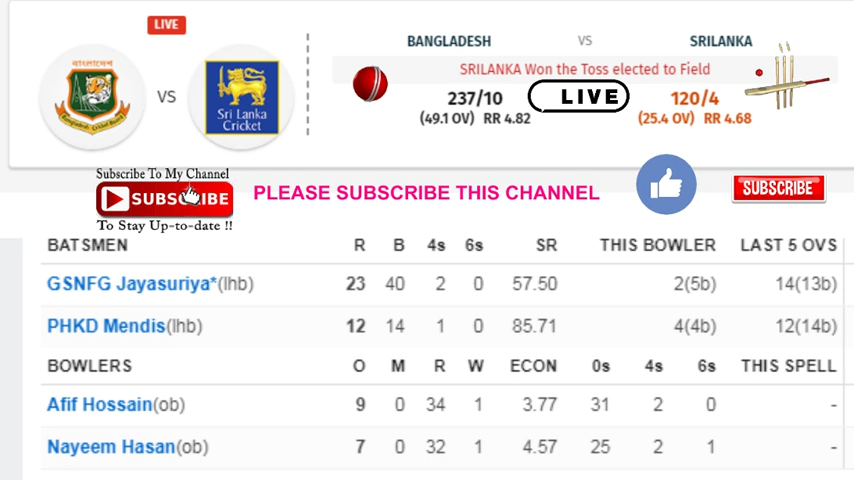 LIVE
BANGLADESH VS SRILANKA
SRILANKA Won the Toss elected to Field
বাংলাদেশ
Bangladesh Cricket Board
VS
Sri Lanka
Cricket
237/10 LIVE 120/4
(49.1 OV) RR 4.82 (25.4 OV) RR 4.68
Subscribe To My Channel
SUBSCRIBE
To Stay Up-to-date !!
PLEASE SUBSCRIBE THIS CHANNEL
SUBSCRIBE
BATSMEN R B 4s 6s SR THIS BOWLER LAST 5 OVS
GSNFG Jayasuriya*(lhb) 23 40 2 0 57.50 2(5b) 14(13b)
PHKD Mendis(lhb) 12 14 1 0 85.71 4(4b) 12(14b)
BOWLERS O M R W ECON 0s 4s 6s THIS SPELL
Afif Hossain(ob) 9 0 34 1 3.77 31 2 0 -
Nayeem Hasan(ob) 7 0 32 1 4.57 25 2 1 -